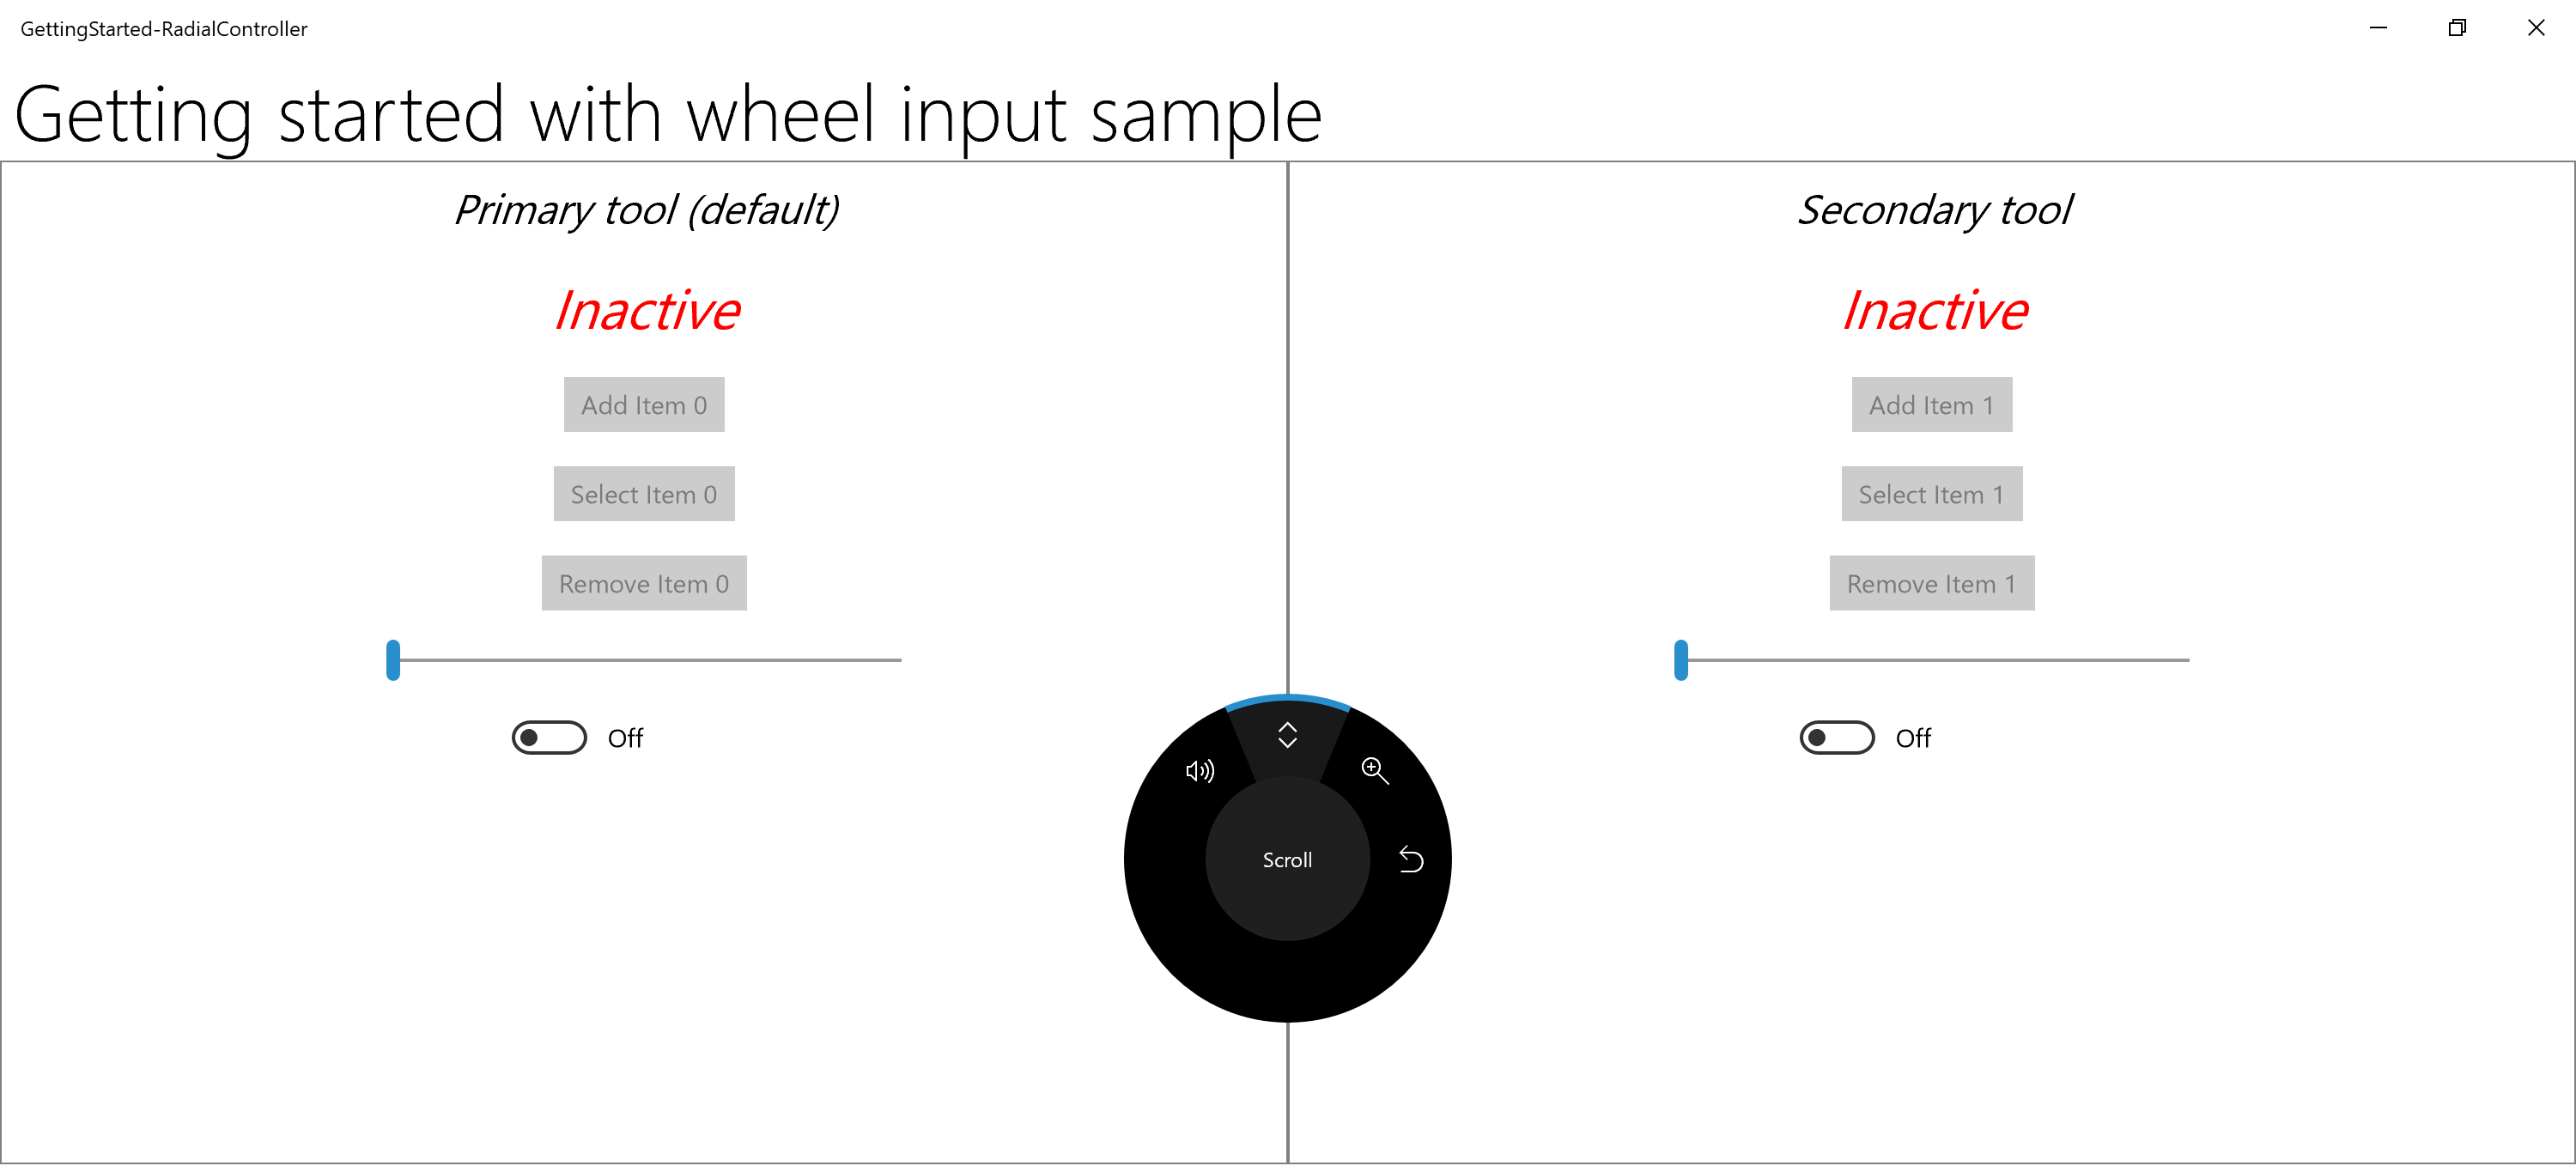 GettingStarted-RadialController
Getting started with wheel input sample
Primary tool (default)
Inactive
Add Item 0
Select Item 0
Remove Item 0
Off
Secondary tool
Inactive
Add Item 1
Select Item 1
Remove Item 1
Off
Scroll